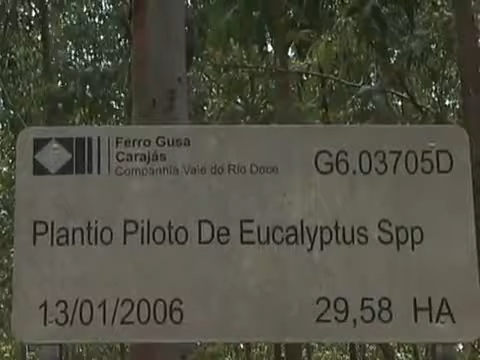 Ferro Gusa
Carajás
Companhia Vale do Rio Doce
G6.03705D
Plantio Piloto De Eucalyptus Spp
13/01/2006
29,58 HA